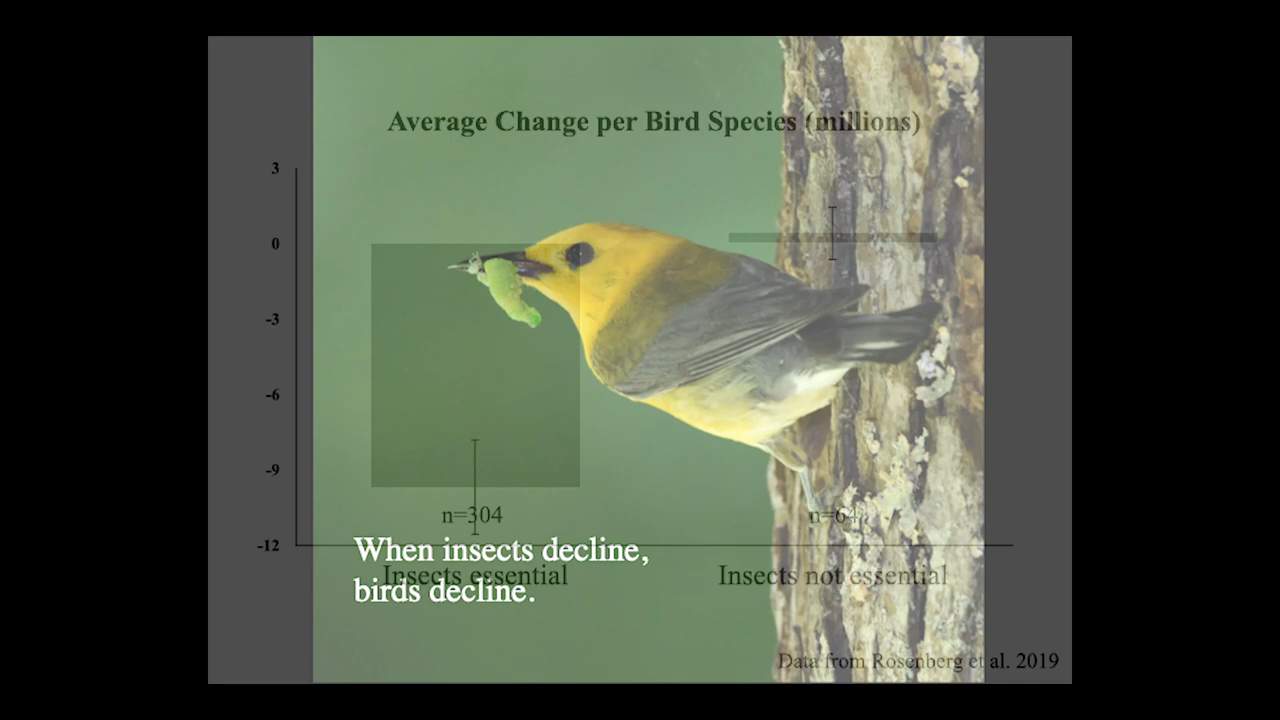 Average Change per Bird Species (millions)
3
0
-3
-6
-9
-12
n=304
n=64
When insects decline,
birds decline.
Insects essential
Insects not essential
Data from Rosenberg et al. 2019